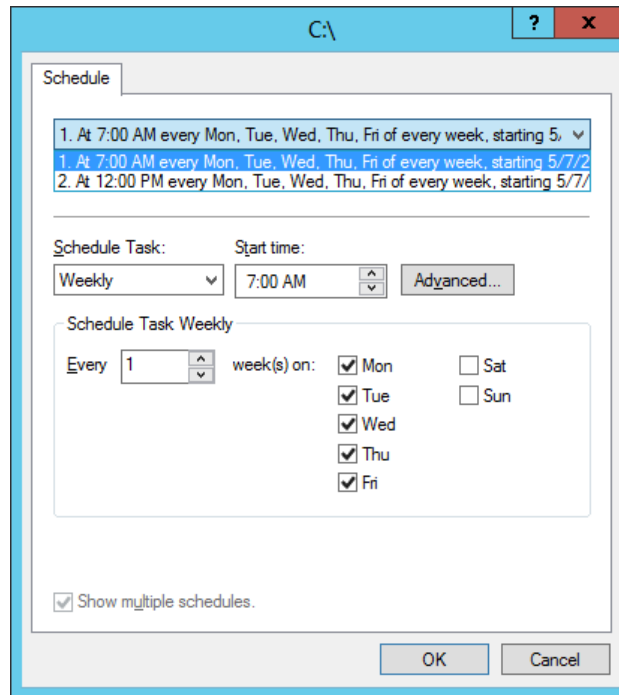 C:\
? x
Schedule
1. At 7:00 AM every Mon, Tue, Wed, Thu, Fri of every week, starting 5/
1. At 7:00 AM every Mon, Tue, Wed, Thu, Fri of every week, starting 5/7/2
2. At 12:00 PM every Mon, Tue, Wed, Thu, Fri of every week, starting 5/7/
Schedule Task: Start time:
Weekly 7:00 AM Advanced...
Schedule Task Weekly
Every 1 week(s) on: Mon Sat
Tue Sun
Wed
Thu
Fri
Show multiple schedules.
OK Cancel